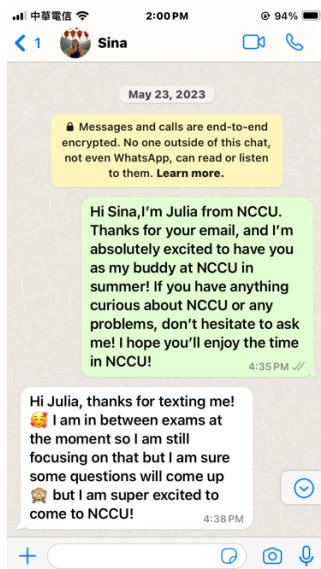 中華電信 2:00 PM 94%
1 Sina
May 23, 2023
Messages and calls are end-to-end
encrypted. No one outside of this chat,
not even WhatsApp, can read or listen
to them. Learn more.
Hi Sina,I'm Julia from NCCU.
Thanks for your email, and I'm
absolutely excited to have you
as my buddy at NCCU in
summer! If you have anything
curious about NCCU or any
problems, don't hesitate to ask
me! I hope you'll enjoy the time
in NCCU!
4:35 PM
Hi Julia, thanks for texting me!
🥰 I am in between exams at
the moment so I am still
focusing on that but I am sure
some questions will come up
🙈 but I am super excited to
come to NCCU!
4:38 PM